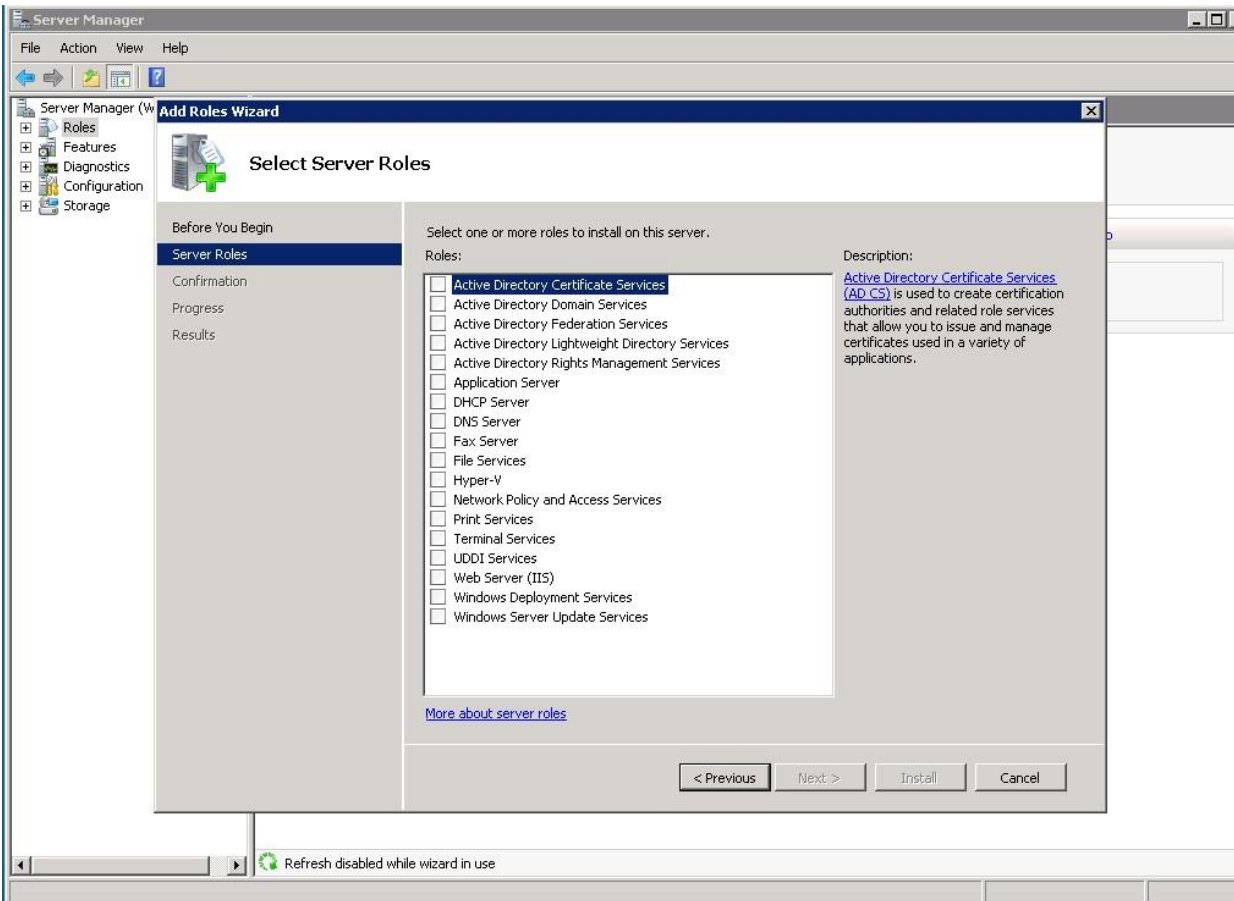 Server Manager
File Action View Help
Server Manager (W
Roles
Features
Diagnostics
Configuration
Storage
Add Roles Wizard
Select Server Roles
Before You Begin
Server Roles
Confirmation
Progress
Results
Select one or more roles to install on this server.
Roles:
Active Directory Certificate Services
Active Directory Domain Services
Active Directory Federation Services
Active Directory Lightweight Directory Services
Active Directory Rights Management Services
Application Server
DHCP Server
DNS Server
Fax Server
File Services
Hyper-V
Network Policy and Access Services
Print Services
Terminal Services
UDDI Services
Web Server (IIS)
Windows Deployment Services
Windows Server Update Services
More about server roles
Description:
Active Directory Certificate Services
(AD CS) is used to create certification
authorities and related role services
that allow you to issue and manage
certificates used in a variety of
applications.
< Previous Next > Install Cancel
Refresh disabled while wizard in use